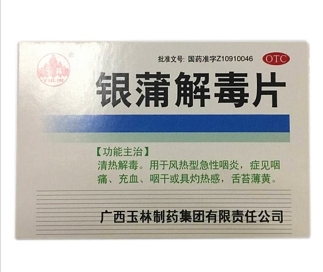 批准文号：国药准字Z10910046
OTC
银蒲解毒片
【功能主治】
清热解毒。用于风热型急性咽炎，症见咽
痛、充血、咽干或具灼热感，舌苔薄黄。
广西玉林制药集团有限责任公司